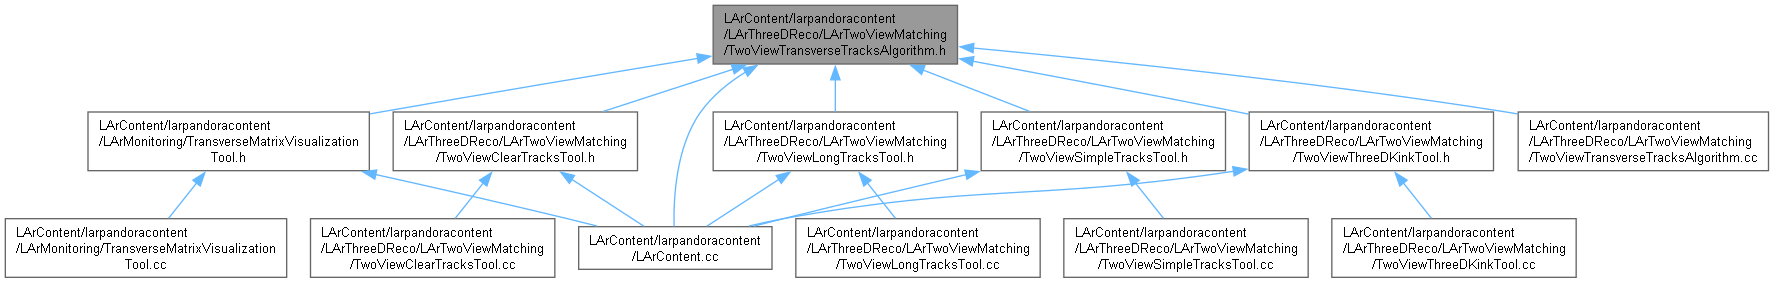 LArContent/larpandoracontent
/LArThreeDReco/LArTwoViewMatching
/TwoViewTransverseTracksAlgorithm.h
LArContent/larpandoracontent
/LArMonitoring/TransverseMatrixVisualization
Tool.h
LArContent/larpandoracontent
/LArThreeDReco/LArTwoViewMatching
/TwoViewClearTracksTool.h
LArContent/larpandoracontent
/LArThreeDReco/LArTwoViewMatching
/TwoViewLongTracksTool.h
LArContent/larpandoracontent
/LArThreeDReco/LArTwoViewMatching
/TwoViewSimpleTracksTool.h
LArContent/larpandoracontent
/LArThreeDReco/LArTwoViewMatching
/TwoViewThreeDKinkTool.h
LArContent/larpandoracontent
/LArThreeDReco/LArTwoViewMatching
/TwoViewTransverseTracksAlgorithm.cc
LArContent/larpandoracontent
/LArMonitoring/TransverseMatrixVisualization
Tool.cc
LArContent/larpandoracontent
/LArThreeDReco/LArTwoViewMatching
/TwoViewClearTracksTool.cc
LArContent/larpandoracontent
/LArContent.cc
LArContent/larpandoracontent
/LArThreeDReco/LArTwoViewMatching
/TwoViewLongTracksTool.cc
LArContent/larpandoracontent
/LArThreeDReco/LArTwoViewMatching
/TwoViewSimpleTracksTool.cc
LArContent/larpandoracontent
/LArThreeDReco/LArTwoViewMatching
/TwoViewThreeDKinkTool.cc